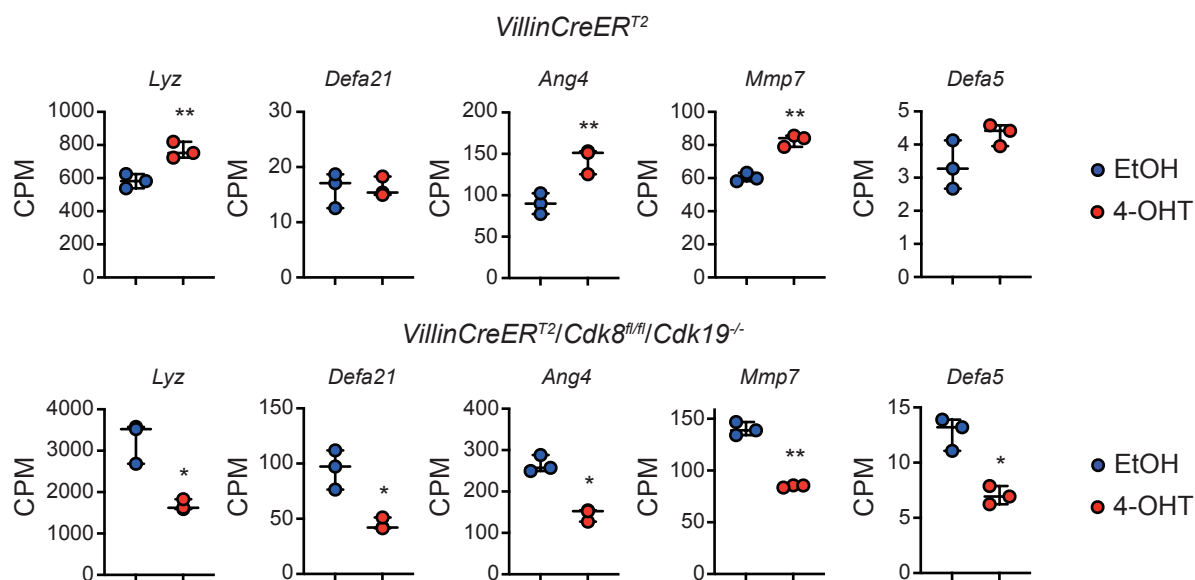 VillinCreERT2
Lyz Defa21 Ang4 Mmp7 Defa5
CPM 1000 800 600 400 200 0 **
CPM 30 20 10 0
CPM 200 150 100 50 0 **
CPM 100 80 60 40 20 0 **
CPM 5 4 3 2 1 0
EtOH
4-OHT
VillinCreERT2/Cdk8fl/fl/Cdk19-/-
Lyz Defa21 Ang4 Mmp7 Defa5
CPM 4000 3000 2000 1000 0 *
CPM 150 100 50 0 *
CPM 400 300 200 100 0 *
CPM 150 100 50 0 **
CPM 15 10 5 0 *
EtOH
4-OHT